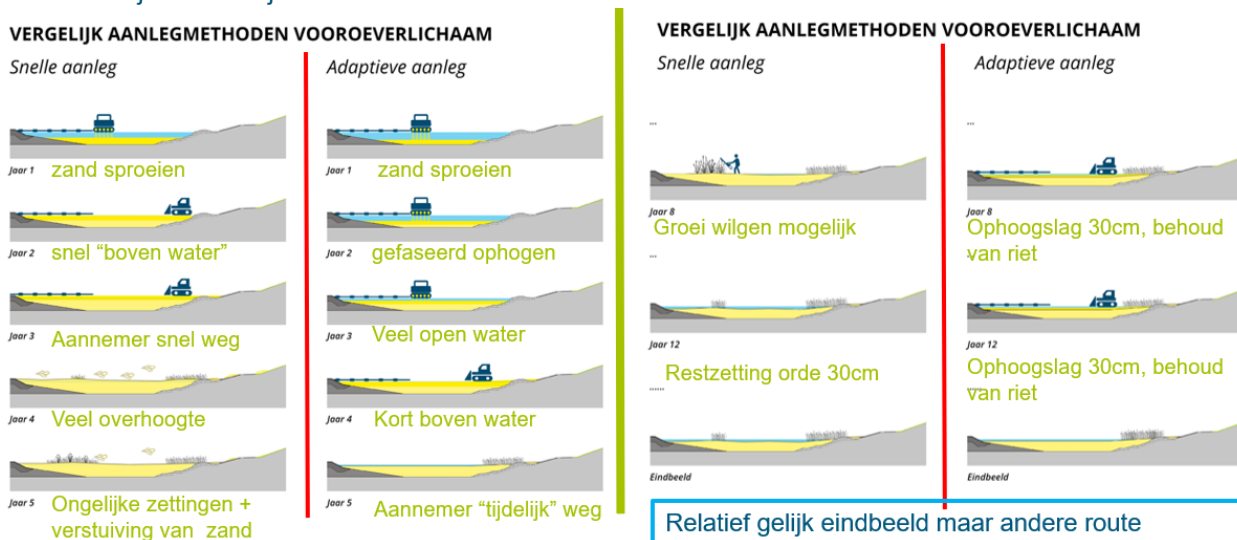 VERGELIJK AANLEGMETHODEN VOOROEVERLICHAAM
Snelle aanleg
Adaptieve aanleg
Jaar 1 zand sproeien
Jaar 1 zand sproeien
Jaar 2 snel “boven water”
Jaar 2 gefaseerd ophogen
Jaar 3 Aannemer snel weg
Jaar 3 Veel open water
Jaar 4 Veel overhoogte
Jaar 4 Kort boven water
Jaar 5 Ongelijke zettingen +
verstuiving van zand
Jaar 5 Aannemer “tijdelijk” weg
VERGELIJK AANLEGMETHODEN VOOROEVERLICHAAM
Snelle aanleg
Adaptieve aanleg
...
...
Jaar 8
Groei wilgen mogelijk
Jaar 8
Ophoogslag 30cm, behoud
van riet
...
Jaar 12
Restzetting orde 30cm
Jaar 12
Ophoogslag 30cm, behoud
van riet
......
Eindbeeld
Eindbeeld
Relatief gelijk eindbeeld maar andere route